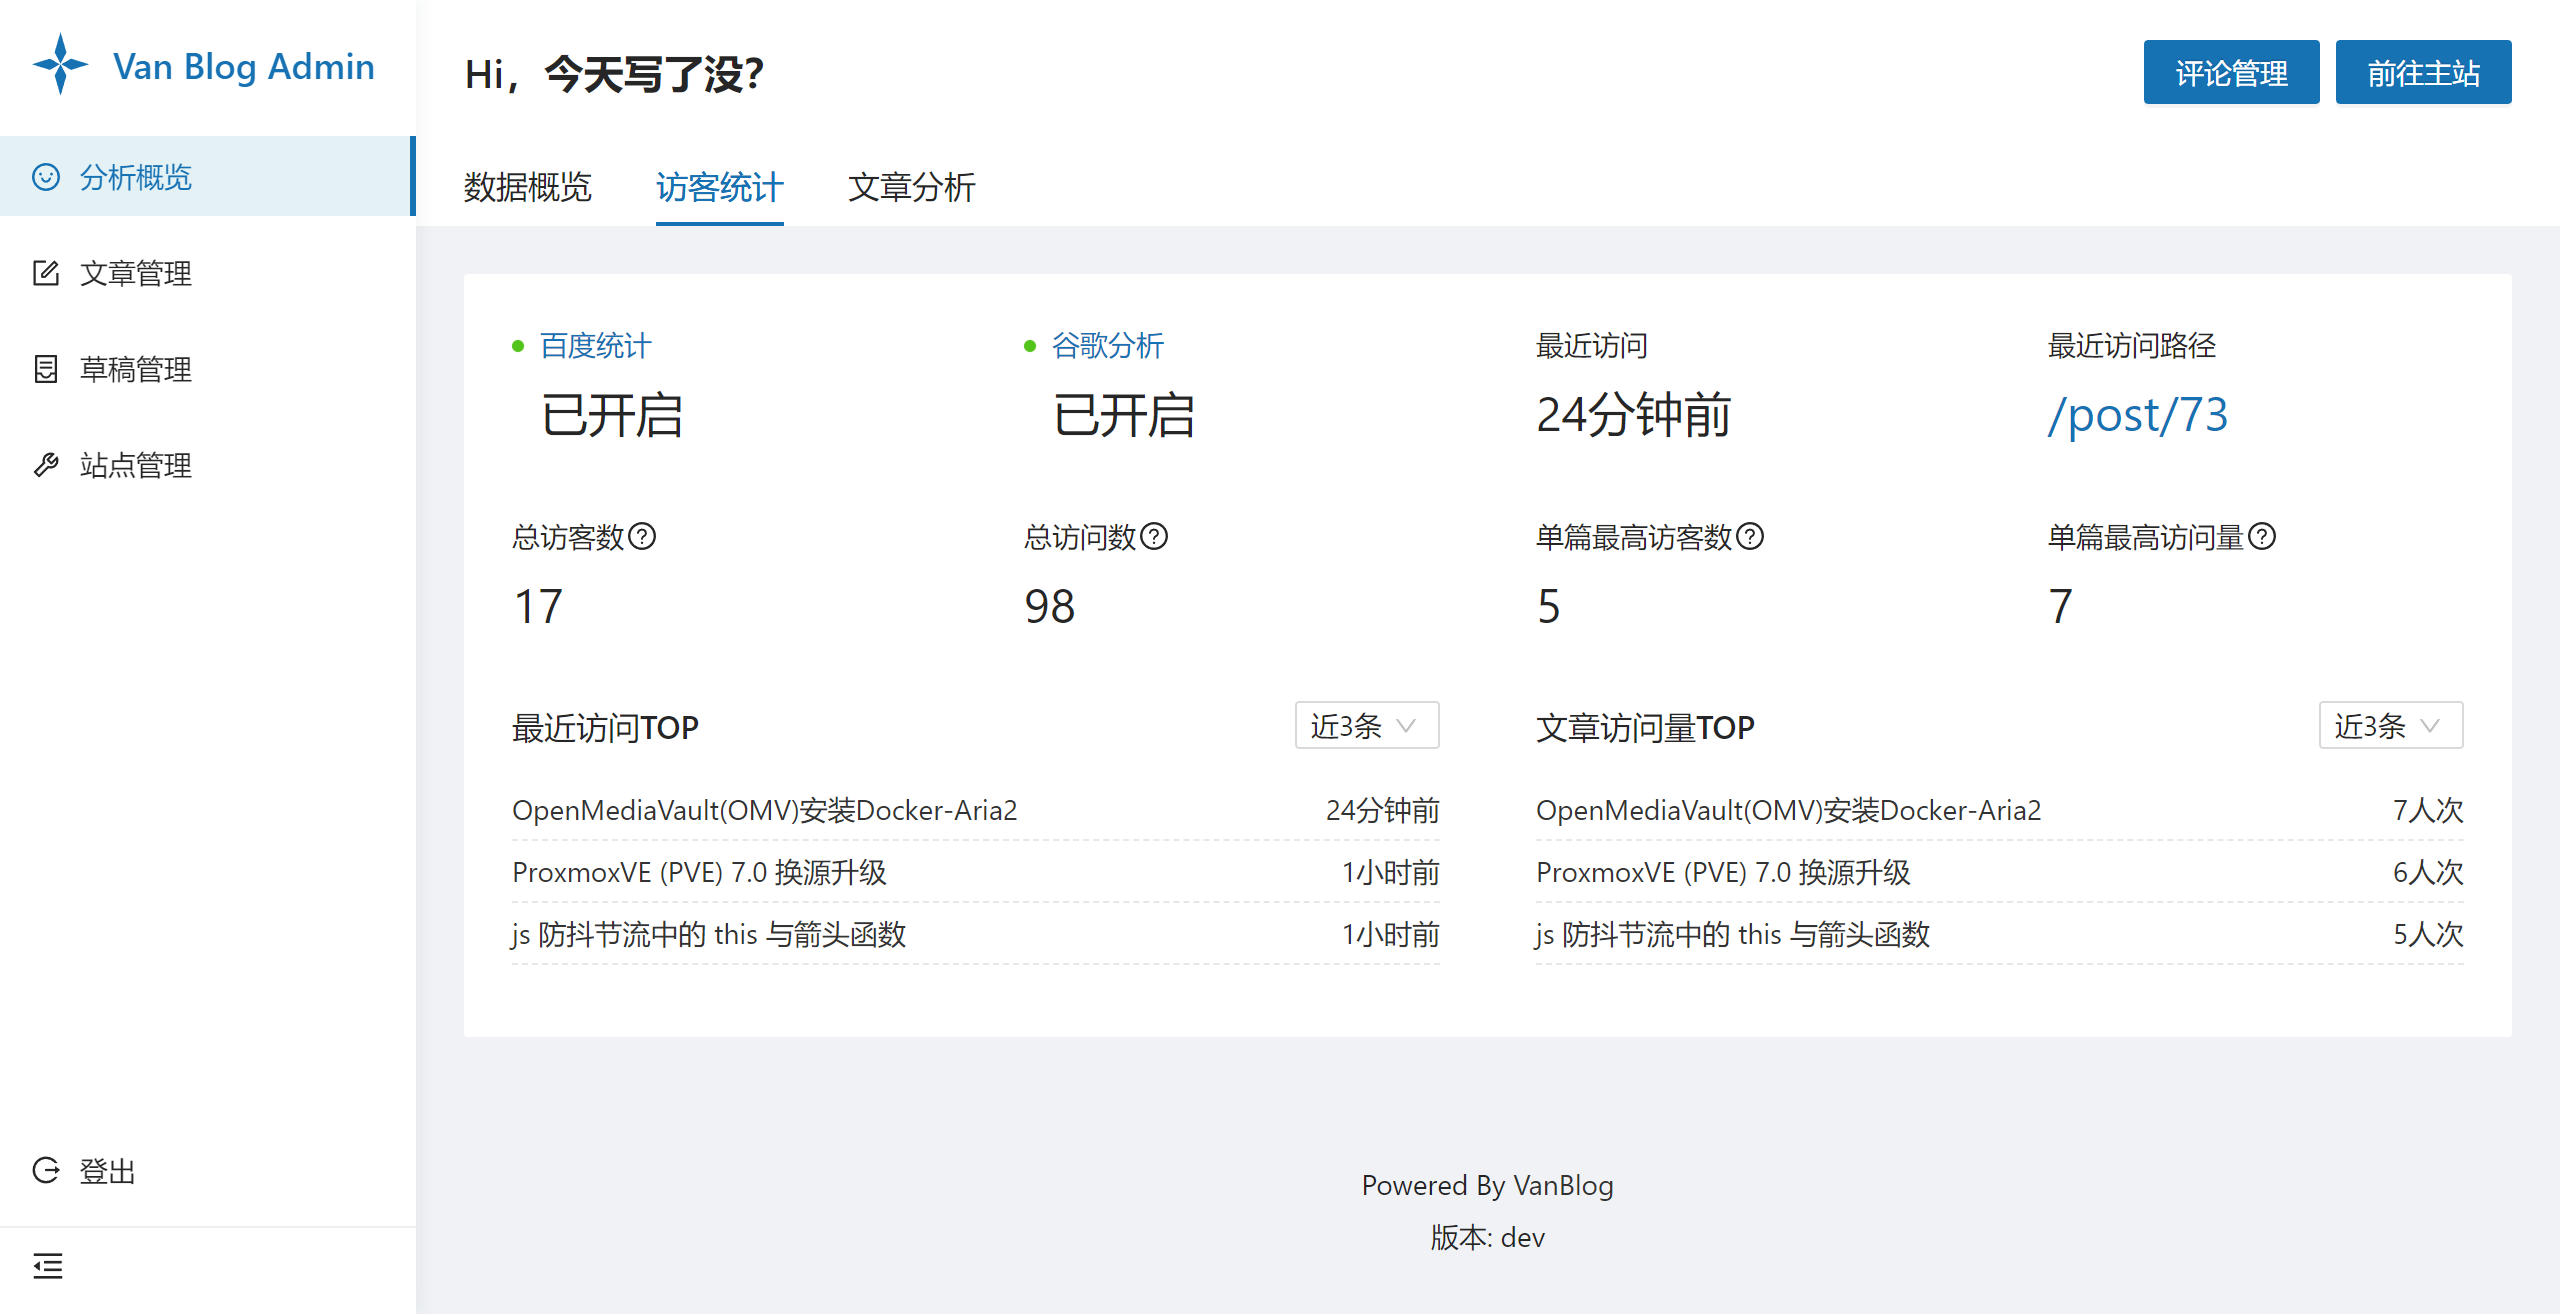 Van Blog Admin
分析概览
文章管理
草稿管理
站点管理
登出
Hi，今天写了没?
评论管理
前往主站
数据概览
访客统计
文章分析
百度统计
已开启
谷歌分析
已开启
最近访问
24分钟前
最近访问路径
/post/73
总访客数
17
总访问数
98
单篇最高访客数
5
单篇最高访问量
7
最近访问TOP
近3条
OpenMediaVault(OMV)安装Docker-Aria2 24分钟前
ProxmoxVE (PVE) 7.0 换源升级 1小时前
js 防抖节流中的 this 与箭头函数 1小时前
文章访问量TOP
近3条
OpenMediaVault(OMV)安装Docker-Aria2 7人次
ProxmoxVE (PVE) 7.0 换源升级 6人次
js 防抖节流中的 this 与箭头函数 5人次
Powered By VanBlog
版本: dev